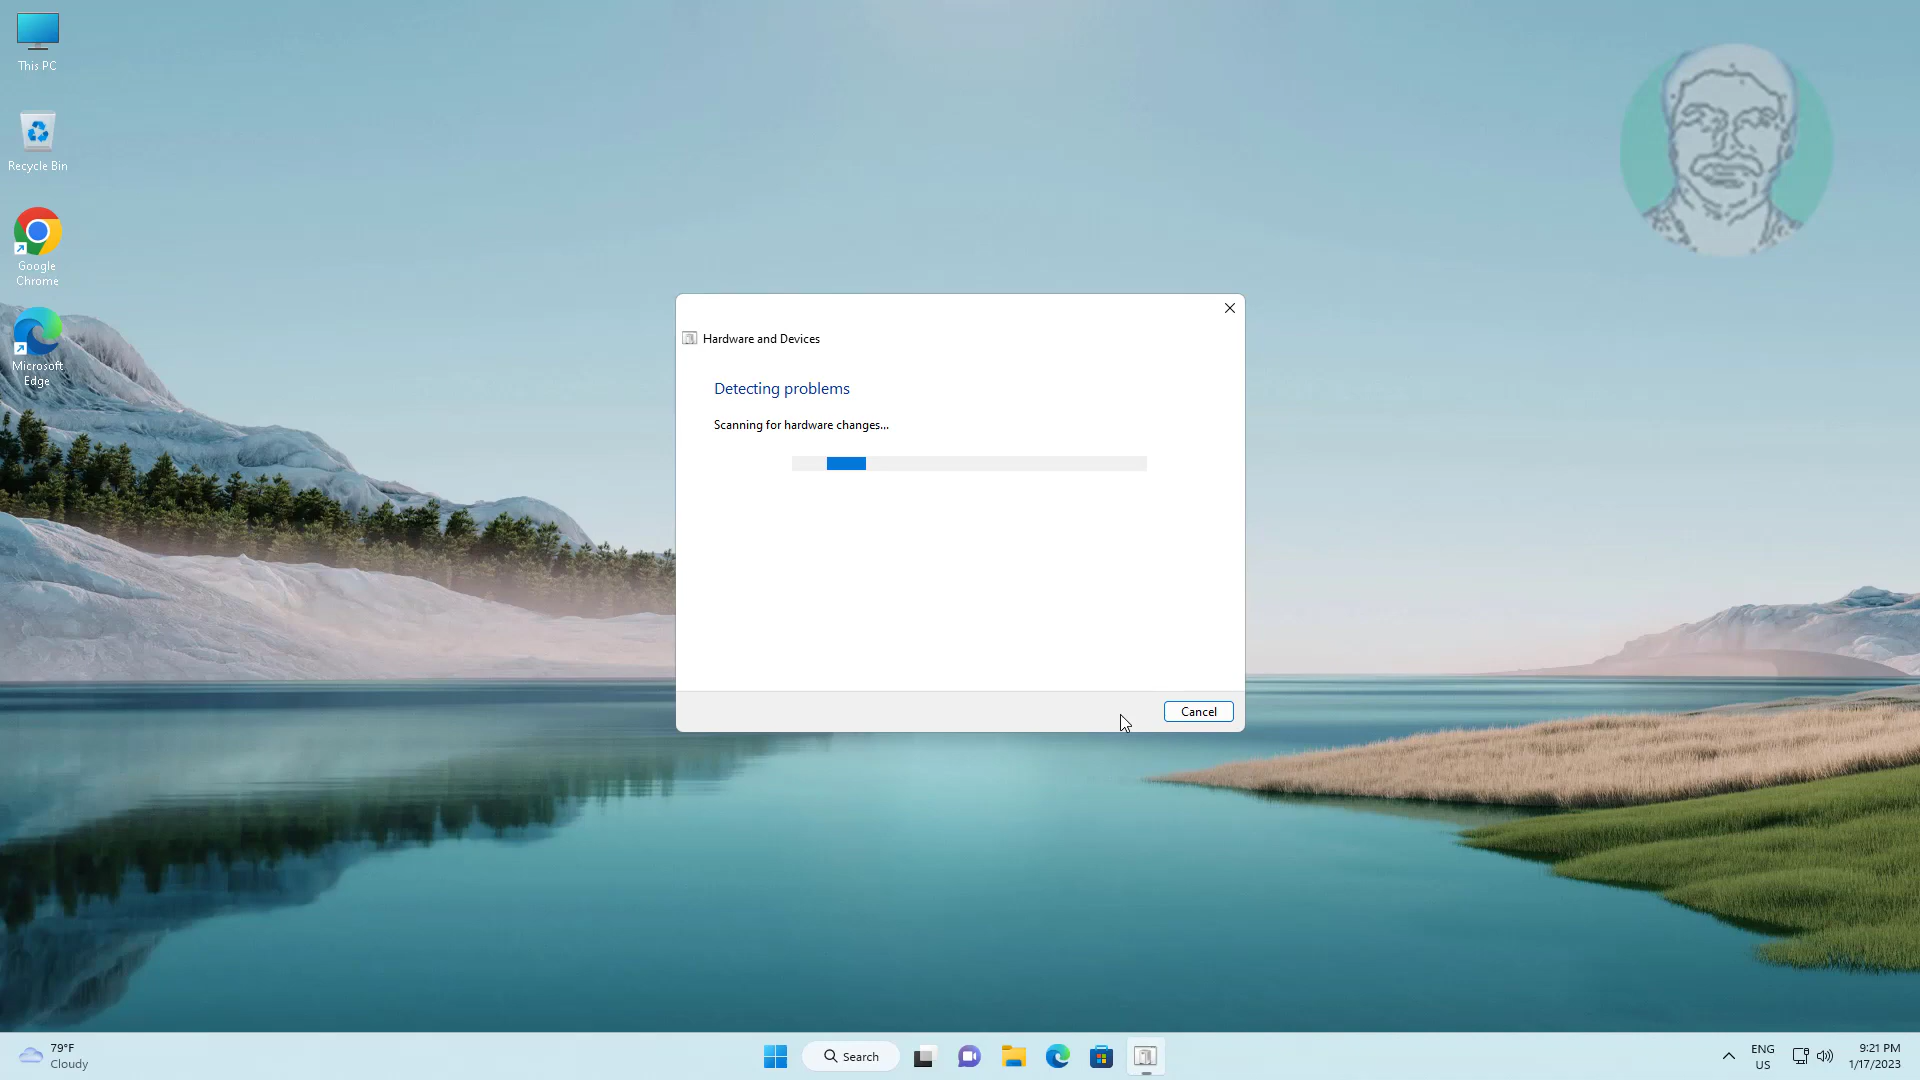 This PC
Recycle Bin
Google
Chrome
Microsoft
Edge
Hardware and Devices
Detecting problems
Scanning for hardware changes...
Cancel
79°F
Cloudy
Search
ENG
US
9:21 PM
1/17/2023